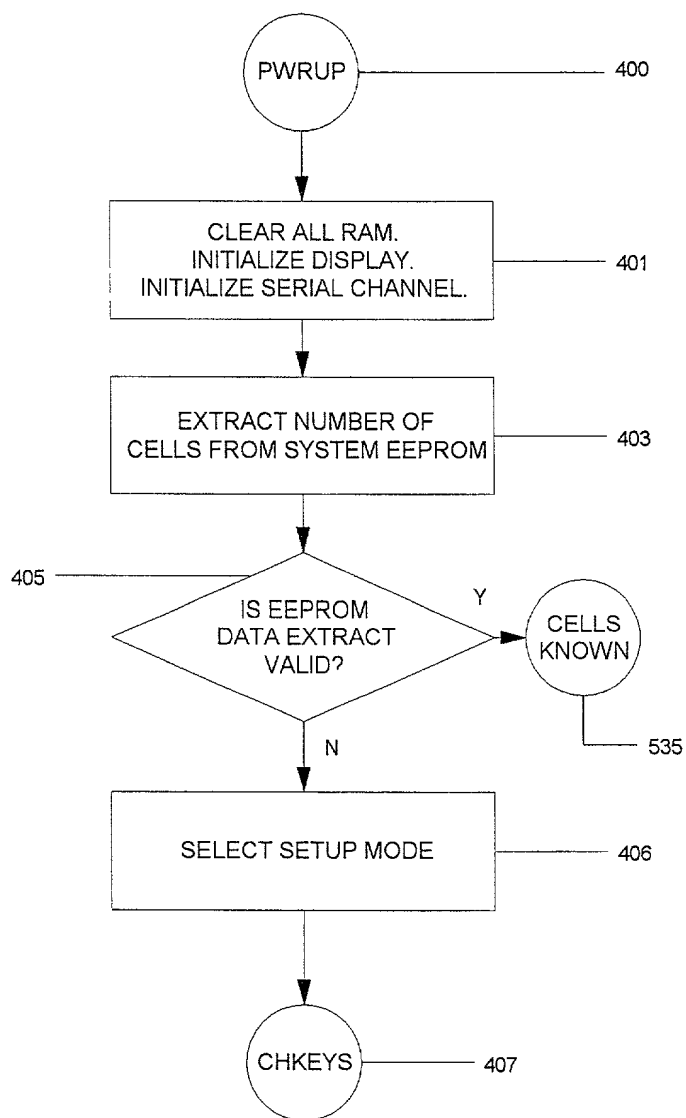 PWRUP
400
CLEAR ALL RAM.
INITIALIZE DISPLAY.
INITIALIZE SERIAL CHANNEL.
401
EXTRACT NUMBER OF
CELLS FROM SYSTEM EEPROM
403
405
IS EEPROM
DATA EXTRACT
VALID?
Y
CELLS
KNOWN
535
N
SELECT SETUP MODE
406
CHKEYS
407